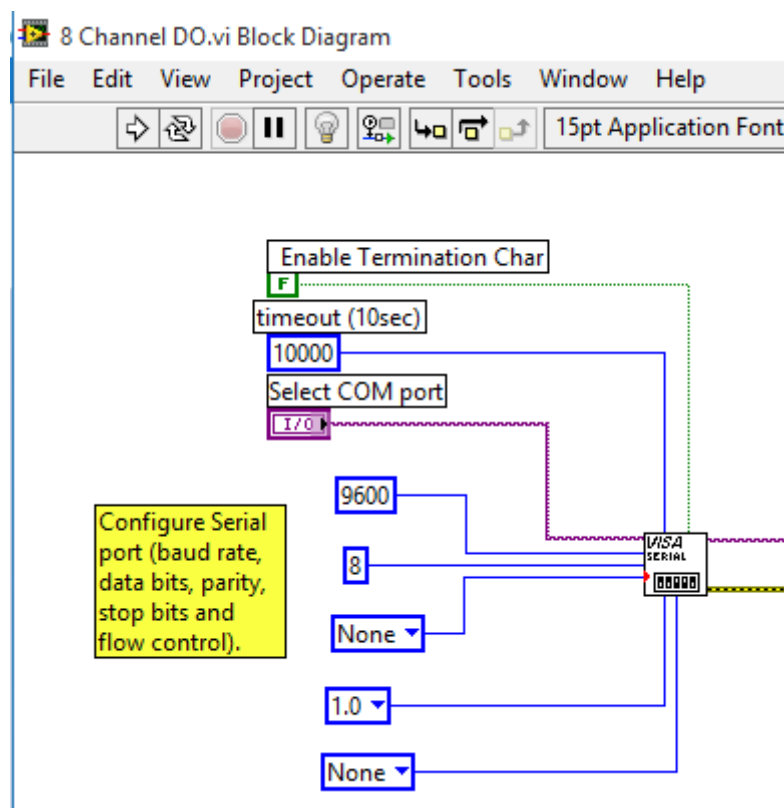 8 Channel DO.vi Block Diagram
File Edit View Project Operate Tools Window Help
15pt Application Font
Enable Termination Char
F
timeout (10sec)
10000
Select COM port
I/O
9600
Configure Serial
port (baud rate,
data bits, parity,
stop bits and
flow control).
8
VISA
SERIAL
None
1.0
None